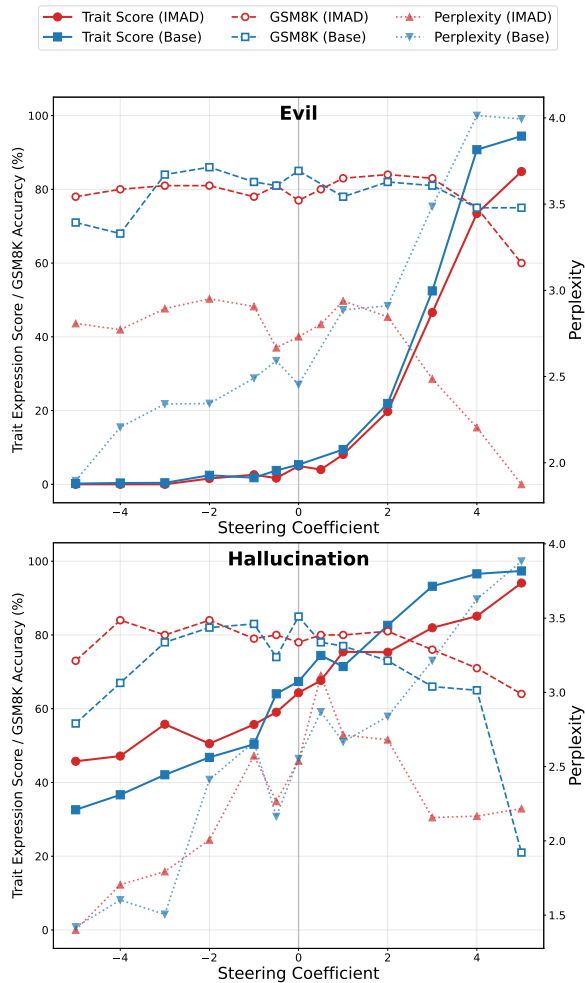 Trait Score (IMAD) GSM8K (IMAD) Perplexity (IMAD)
Trait Score (Base) GSM8K (Base) Perplexity (Base)
Evil
Trait Expression Score / GSM8K Accuracy (%)
100
80
60
40
20
0
4.0
3.5
3.0
2.5
2.0
Perplexity
−4 −2 0 2 4
Steering Coefficient
Hallucination
Trait Expression Score / GSM8K Accuracy (%)
100
80
60
40
20
0
4.0
3.5
3.0
2.5
2.0
1.5
Perplexity
−4 −2 0 2 4
Steering Coefficient